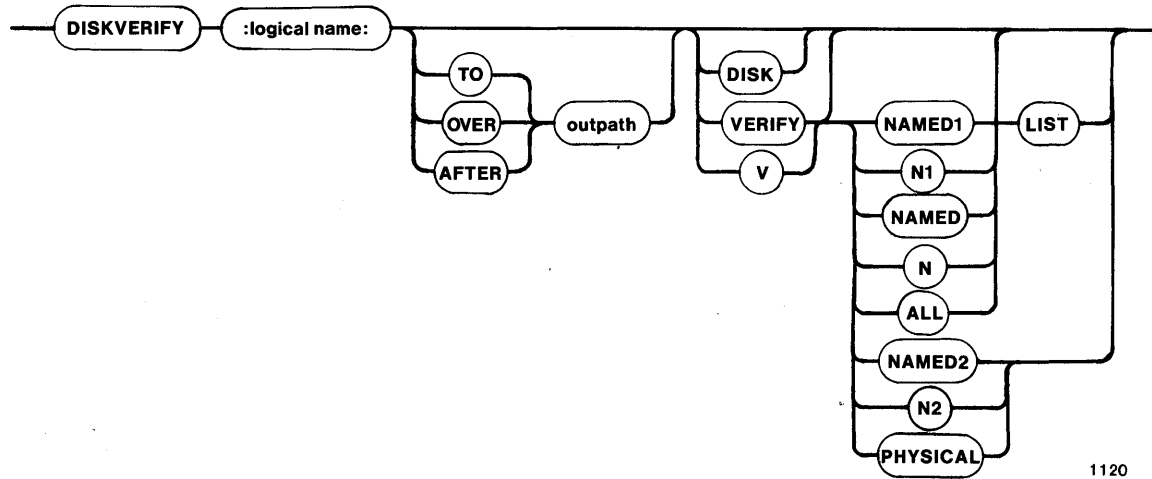 DISKVERIFY :logical name:
TO
DISK
OVER outpath VERIFY NAMED1 LIST
AFTER V N1
NAMED
N
ALL
NAMED2
N2
PHYSICAL
1120